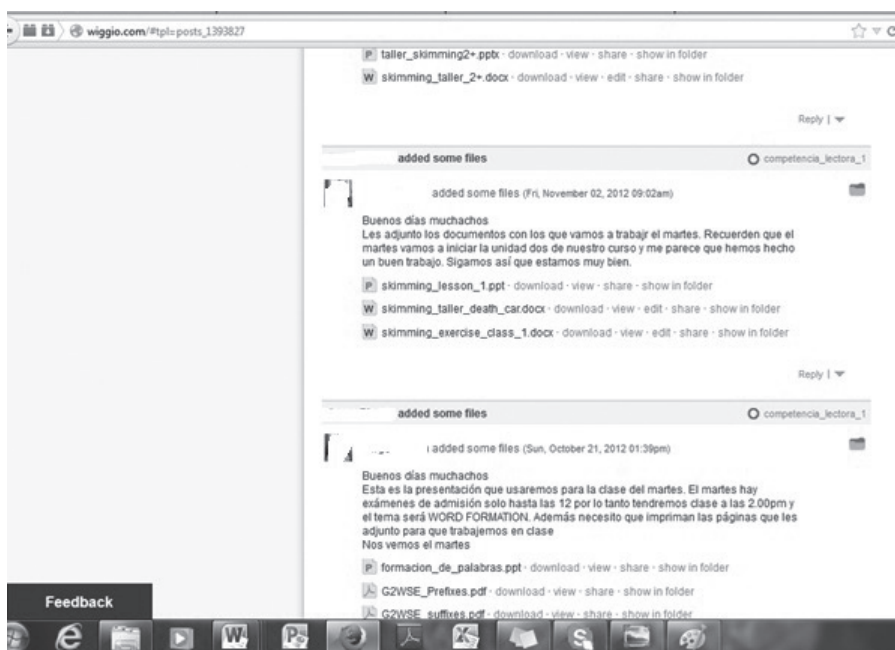 wiggio.com/#tpl=posts_1393827
P taller_skimming2+.pptx · download · view · share · show in folder
W skimming_taller_2+.docx · download · view · edit · share · show in folder
Reply |
added some files competencia_lectora_1
added some files (Fri, November 02, 2012 09:02am)
Buenos días muchachos
Les adjunto los documentos con los que vamos a trabajr el martes. Recuerden que el
martes vamos a iniciar la unidad dos de nuestro curso y me parece que hemos hecho
un buen trabajo. Sigamos así que estamos muy bien.
P skimming_lesson_1.ppt · download · view · share · show in folder
W skimming_taller_death_car.docx · download · view · edit · share · show in folder
W skimming_exercise_class_1.docx · download · view · edit · share · show in folder
Reply |
added some files competencia_lectora_1
added some files (Sun, October 21, 2012 01:39pm)
Buenos días muchachos
Esta es la presentación que usaremos para la clase del martes. El martes hay
exámenes de admisión solo hasta las 12 por lo tanto tendremos clase a las 2.00pm y
el tema será WORD FORMATION. Además necesito que impriman las páginas que les
adjunto para que trabajemos en clase
Nos vemos el martes
P formacion_de_palabras.ppt · download · view · share · show in folder
G2WSE_Prefixes.pdf · download · view · share · show in folder
G2WSE_suffixes.pdf · download · view · share · show in folder
Feedback